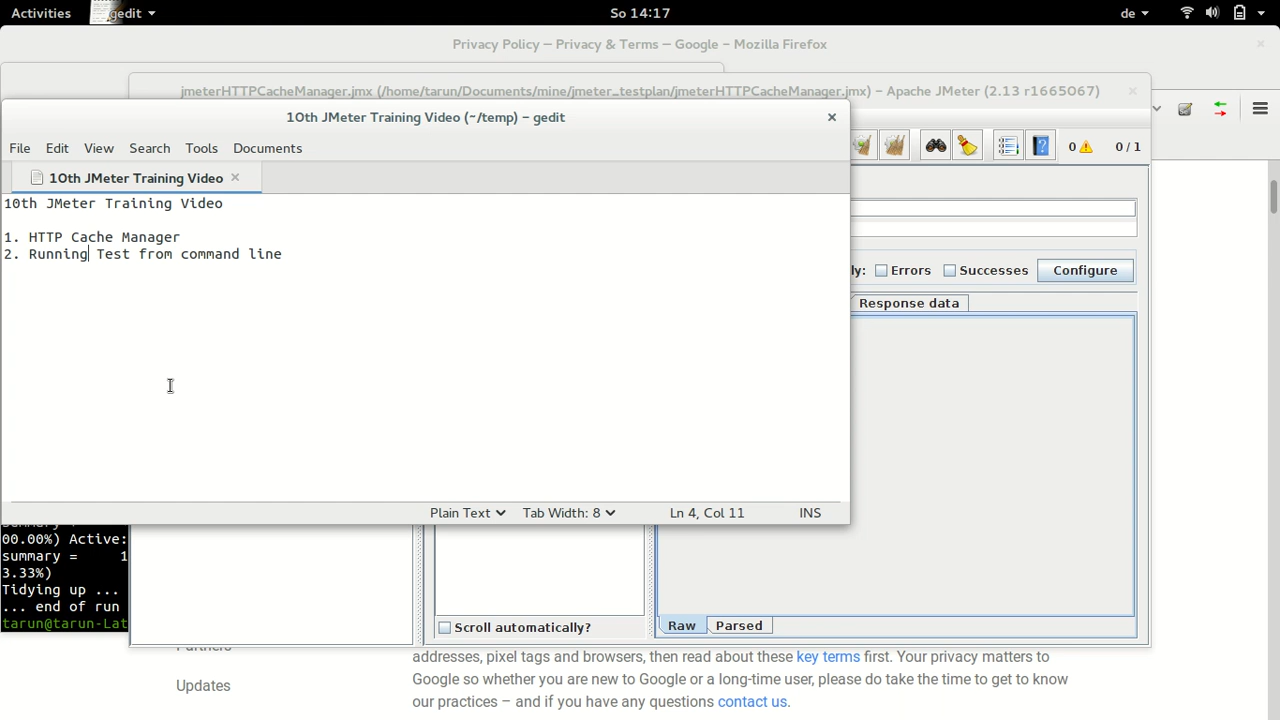 Activities gedit So 14:17 de
Privacy Policy – Privacy & Terms – Google – Mozilla Firefox
jmeterHTTPCacheManager.jmx (/home/tarun/Documents/mine/jmeter_testplan/jmeterHTTPCacheManager.jmx) – Apache JMeter (2.13 r1665067)
10th JMeter Training Video (~/temp) – gedit
File Edit View Search Tools Documents
0 0 / 1
10th JMeter Training Video
10th JMeter Training Video
1. HTTP Cache Manager
2. Running Test from command line
ly: Errors Successes Configure
Response data
Plain Text Tab Width: 8 Ln 4, Col 11 INS
00.00%) Active:
summary = 1
3.33%)
Tidying up ...
... end of run
tarun@tarun-Lat
Scroll automatically?
Raw Parsed
Partners
Updates
addresses, pixel tags and browsers, then read about these key terms first. Your privacy matters to
Google so whether you are new to Google or a long-time user, please do take the time to get to know
our practices – and if you have any questions contact us.